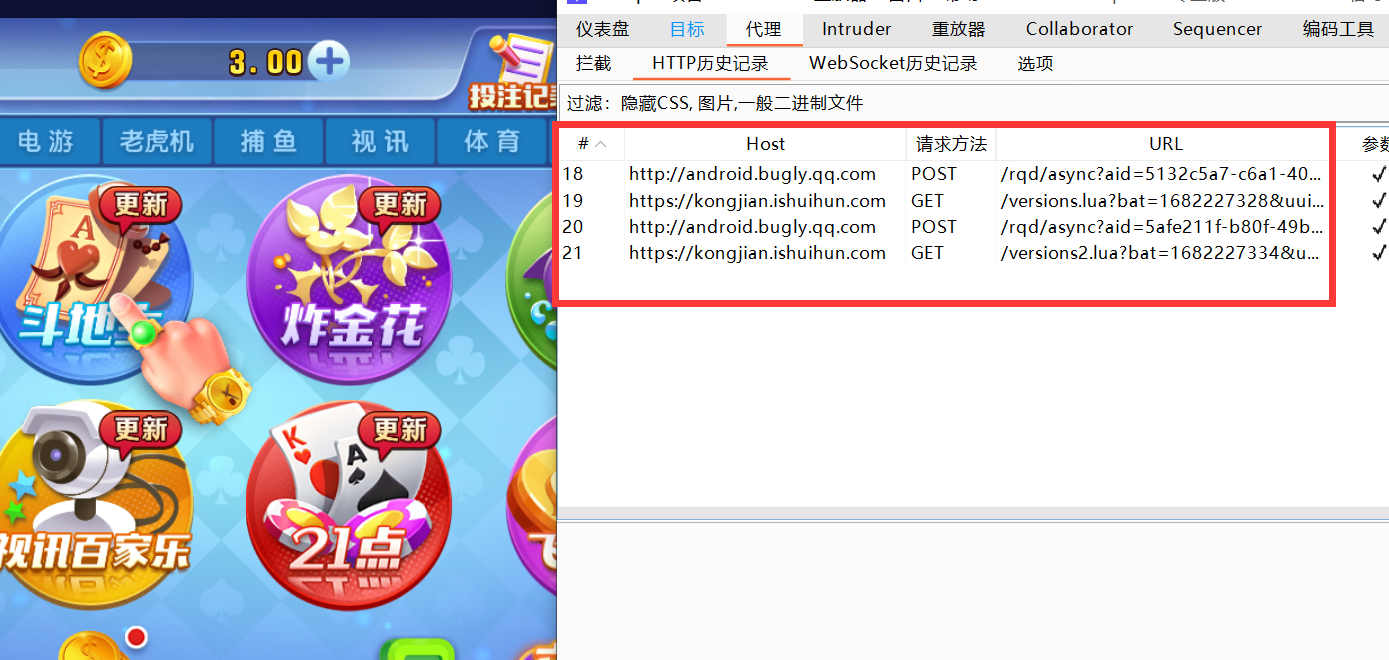 3.00
投注记
电游 老虎机 捕鱼 视讯 体育
更新 更新
斗地 炸金花
更新 更新
视讯百家乐 21点 飞
K A
仪表盘 目标 代理 Intruder 重放器 Collaborator Sequencer 编码工具
拦截 HTTP历史记录 WebSocket历史记录 选项
过滤：隐藏CSS, 图片,一般二进制文件
# Host 请求方法 URL 参数
18 http://android.bugly.qq.com POST /rqd/async?aid=5132c5a7-c6a1-40... ✓
19 https://kongjian.ishuihun.com GET /versions.lua?bat=1682227328&uui... ✓
20 http://android.bugly.qq.com POST /rqd/async?aid=5afe211f-b80f-49b... ✓
21 https://kongjian.ishuihun.com GET /versions2.lua?bat=1682227334&u... ✓